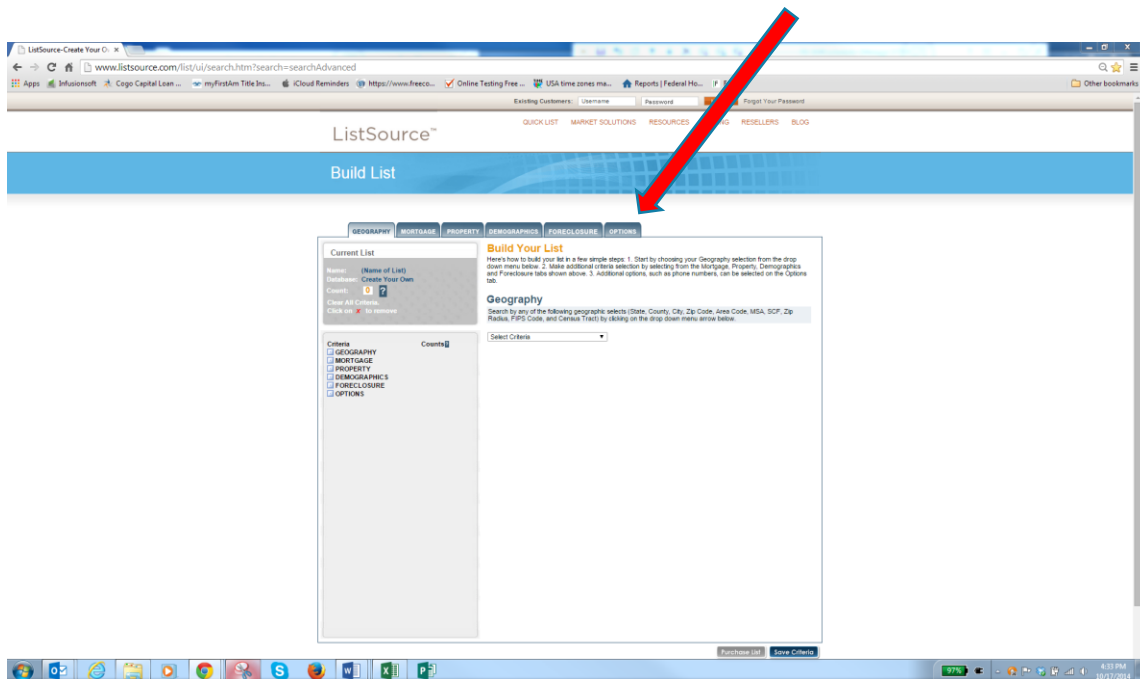 ListSource-Create Your O
www.listsource.com/list/ui/search.htm?search=searchAdvanced
Apps Infusionsoft Cogo Capital Loan ... myFirstAm Title Ins... iCloud Reminders https://www.freeco... Online Testing Free ... USA time zones ma... Reports | Federal Ho... Other bookmarks
Existing Customers: Username Password Forgot Your Password
QUICK LIST MARKET SOLUTIONS RESOURCES RESELLERS BLOG
ListSource™
Build List
GEOGRAPHY MORTGAGE PROPERTY DEMOGRAPHICS FORECLOSURE OPTIONS
Current List
Name: (Name of List)
Database: Create Your Own
Count: 0 ?
Clear All Criteria.
Click on x to remove
Criteria Counts?
GEOGRAPHY
MORTGAGE
PROPERTY
DEMOGRAPHICS
FORECLOSURE
OPTIONS
Build Your List
Here's how to build your list in a few simple steps: 1. Start by choosing your Geography selection from the drop
down menu below. 2. Make additional criteria selection by selecting from the Mortgage, Property, Demographics
and Foreclosure tabs shown above. 3. Additional options, such as phone numbers, can be selected on the Options
tab.
Geography
Search by any of the following geographic selects (State, County, City, Zip Code, Area Code, MSA, SCF, Zip
Radius, FIPS Code, and Census Tract) by clicking on the drop down menu arrow below.
Select Criteria
Purchase List Save Criteria
97%
4:33 PM
10/17/2014